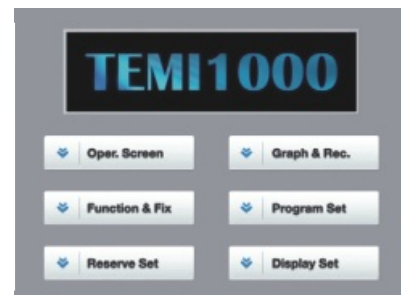 TEMI1000
Oper. Screen
Graph & Rec.
Function & Fix
Program Set
Reserve Set
Display Set